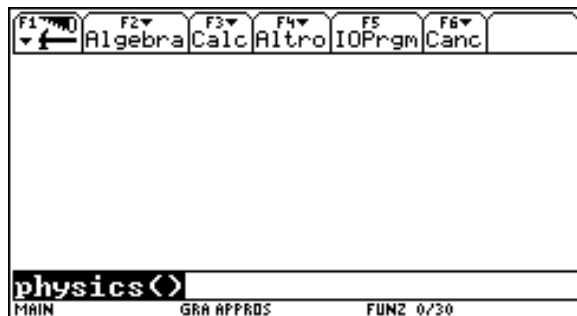 F1 F2 F3 F4 F5 F6
Algebra Calc Altro IOPrgm Canc
physics()
MAIN GRA APPROS FUNZ 0/30